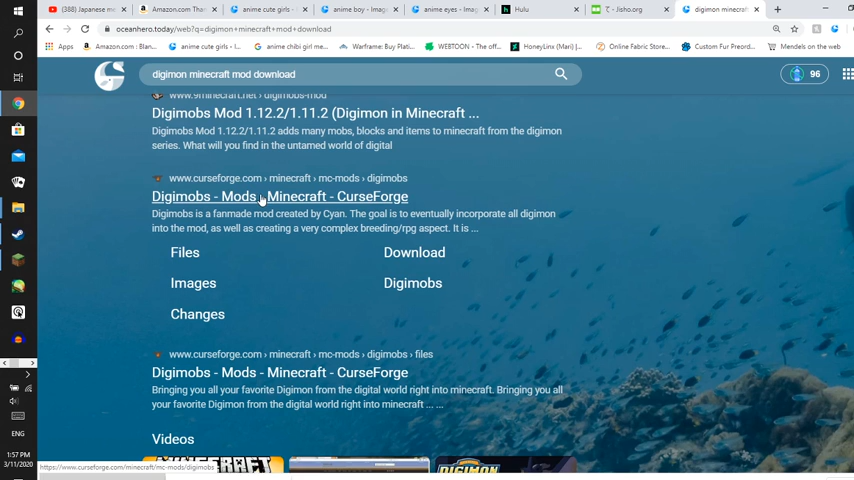 (388) Japanese me
Amazon.com Than
anime cute girls - I
anime boy - Imag
anime eyes - Imag
Hulu
て - Jisho.org
digimon minecraft
oceanhero.today/web?q=digimon+minecraft+mod+download
Apps
Amazon.com : Blan...
anime cute girls - I...
anime chibi girl me...
Warframe: Buy Plati...
WEBTOON - The off...
HoneyLinx (Mari) |...
Online Fabric Store...
Custom Fur Preord...
Mendels on the web
digimon minecraft mod download
96
www.9minecraft.net › digimobs-mod
Digimobs Mod 1.12.2/1.11.2 (Digimon in Minecraft ...
Digimobs Mod 1.12.2/1.11.2 adds many mobs, blocks and items to minecraft from the digimon
series. What will you find in the untamed world of digital
www.curseforge.com › minecraft › mc-mods › digimobs
Digimobs - Mods - Minecraft - CurseForge
Digimobs is a fanmade mod created by Cyan. The goal is to eventually incorporate all digimon
into the mod, as well as creating a very complex breeding/rpg aspect. It is ...
Files
Download
Images
Digimobs
Changes
www.curseforge.com › minecraft › mc-mods › digimobs › files
Digimobs - Mods - Minecraft - CurseForge
Bringing you all your favorite Digimon from the digital world right into minecraft. Bringing you all
your favorite Digimon from the digital world right into minecraft ... ...
Videos
MINECRAFT
DIGIMON
ENG
1:57 PM
3/11/2020
https://www.curseforge.com/minecraft/mc-mods/digimobs